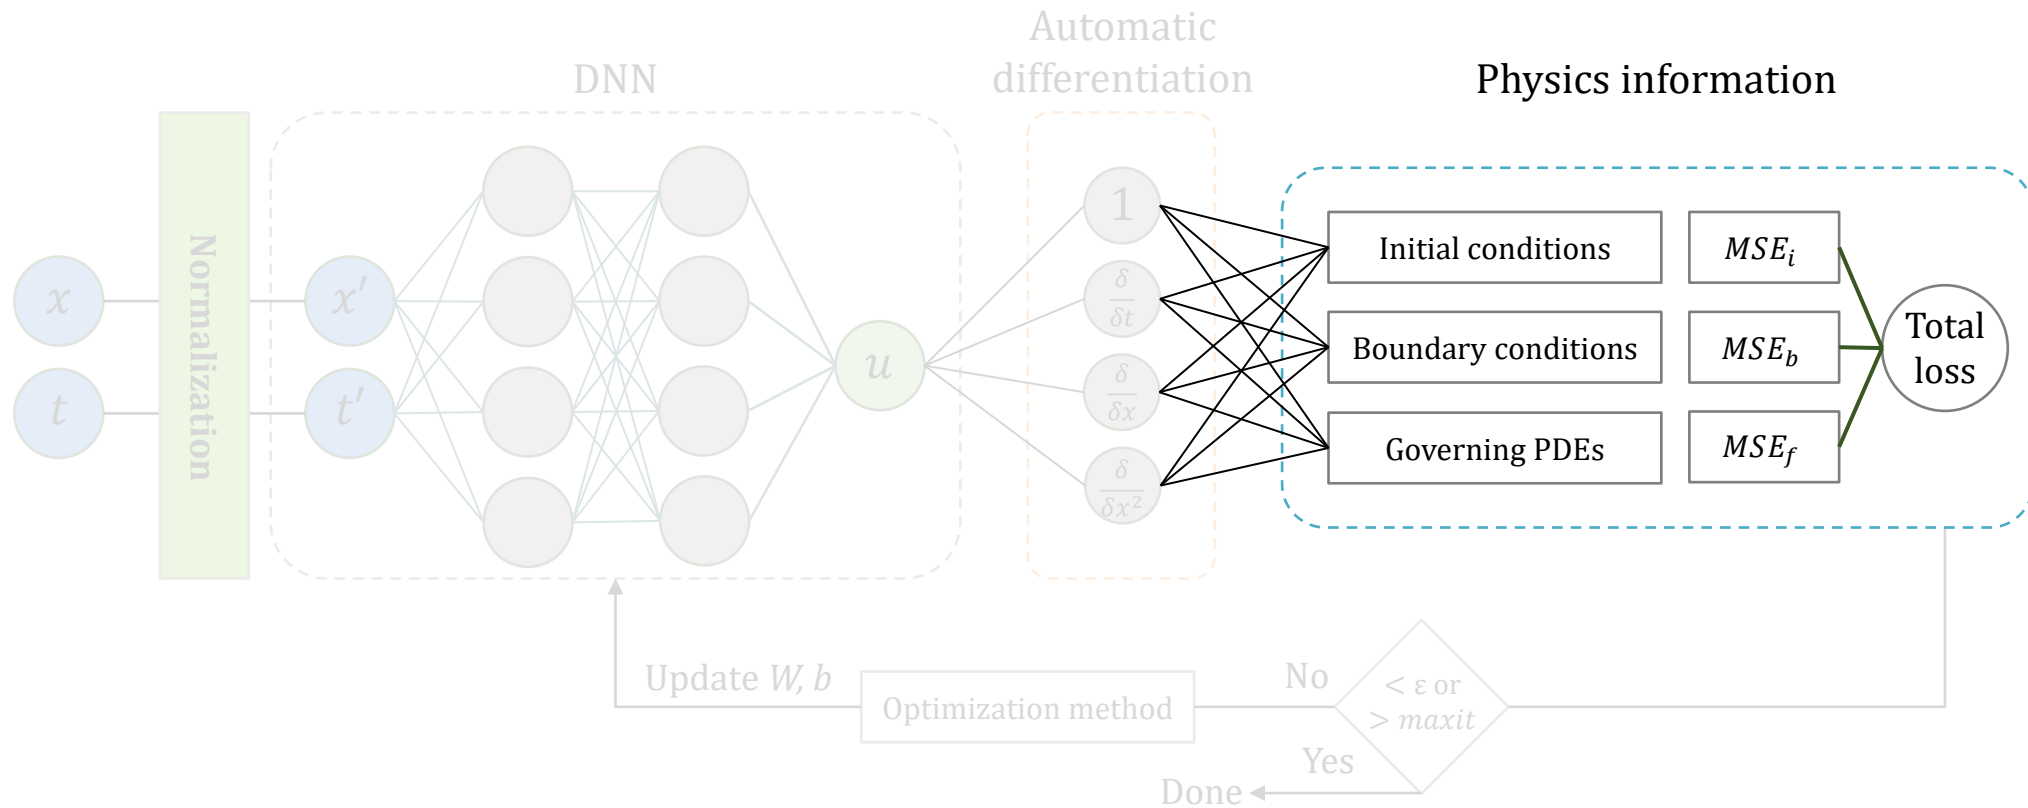 Automatic
differentiation
DNN
Physics information
Normalization
x
t
x′
t′
u
1
δ/δt
δ/δx
δ/δx²
Initial conditions
MSE_i
Boundary conditions
MSE_b
Governing PDEs
MSE_f
Total
loss
Update W, b
Optimization method
No
< ε or
> maxit
Yes
Done